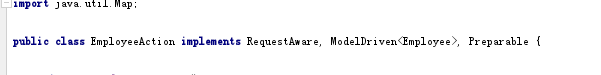 import java.util.Map;
public class EmployeeAction implements RequestAware, ModelDriven<Employee>, Preparable {